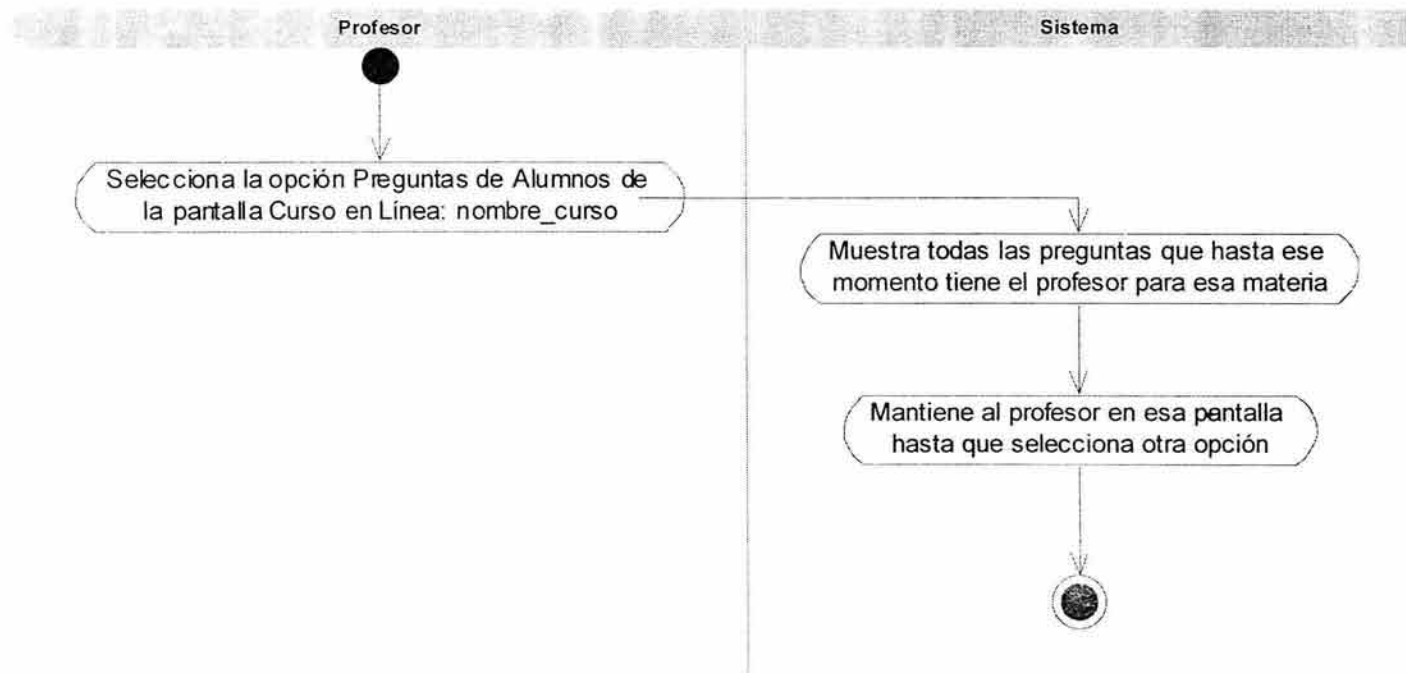 Profesor
Sistema
Selecciona la opción Preguntas de Alumnos de
la pantalla Curso en Línea: nombre_curso
Muestra todas las preguntas que hasta ese
momento tiene el profesor para esa materia
Mantiene al profesor en esa pantalla
hasta que selecciona otra opción